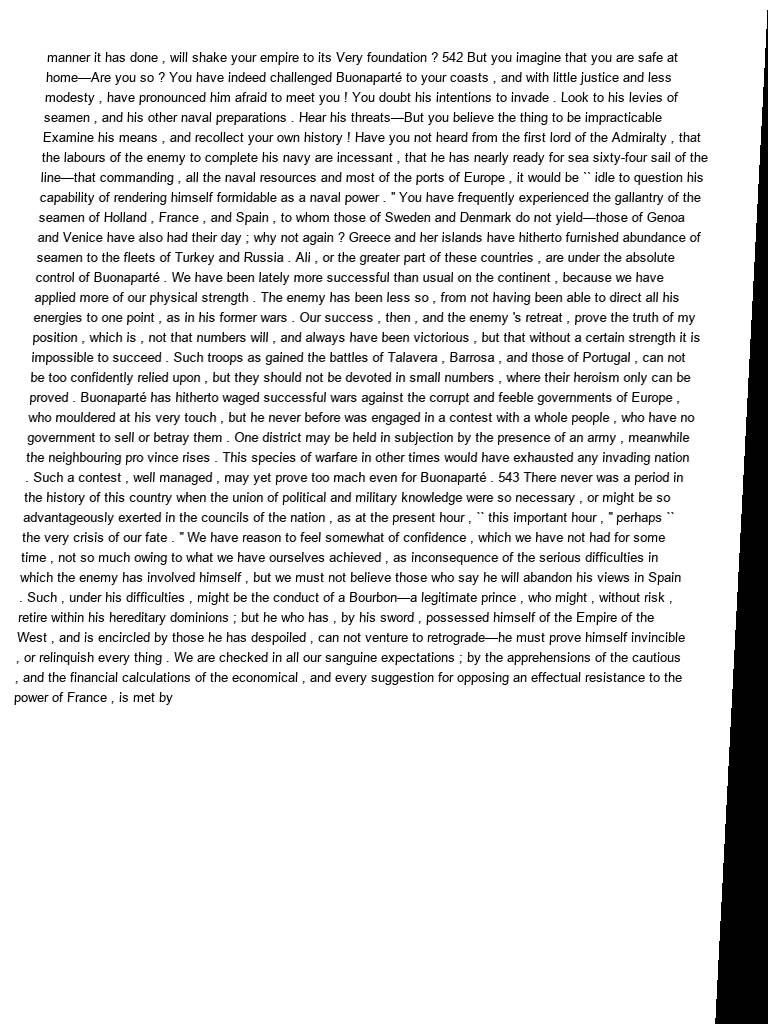 manner it has done , will shake your empire to its Very foundation ? 542 But you imagine that you are safe at
home—Are you so ? You have indeed challenged Buonaparté to your coasts , and with little justice and less
modesty , have pronounced him afraid to meet you ! You doubt his intentions to invade . Look to his levies of
seamen , and his other naval preparations . Hear his threats—But you believe the thing to be impracticable
Examine his means , and recollect your own history ! Have you not heard from the first lord of the Admiralty , that
the labours of the enemy to complete his navy are incessant , that he has nearly ready for sea sixty-four sail of the
line—that commanding , all the naval resources and most of the ports of Europe , it would be `` idle to question his
capability of rendering himself formidable as a naval power . " You have frequently experienced the gallantry of the
seamen of Holland , France , and Spain , to whom those of Sweden and Denmark do not yield—those of Genoa
and Venice have also had their day ; why not again ? Greece and her islands have hitherto furnished abundance of
seamen to the fleets of Turkey and Russia . Ali , or the greater part of these countries , are under the absolute
control of Buonaparté . We have been lately more successful than usual on the continent , because we have
applied more of our physical strength . The enemy has been less so , from not having been able to direct all his
energies to one point , as in his former wars . Our success , then , and the enemy 's retreat , prove the truth of my
position , which is , not that numbers will , and always have been victorious , but that without a certain strength it is
impossible to succeed . Such troops as gained the battles of Talavera , Barrosa , and those of Portugal , can not
be too confidently relied upon , but they should not be devoted in small numbers , where their heroism only can be
proved . Buonaparté has hitherto waged successful wars against the corrupt and feeble governments of Europe ,
who mouldered at his very touch , but he never before was engaged in a contest with a whole people , who have no
government to sell or betray them . One district may be held in subjection by the presence of an army , meanwhile
the neighbouring pro vince rises . This species of warfare in other times would have exhausted any invading nation
. Such a contest , well managed , may yet prove too mach even for Buonaparté . 543 There never was a period in
the history of this country when the union of political and military knowledge were so necessary , or might be so
advantageously exerted in the councils of the nation , as at the present hour , `` this important hour , " perhaps ``
the very crisis of our fate . " We have reason to feel somewhat of confidence , which we have not had for some
time , not so much owing to what we have ourselves achieved , as inconsequence of the serious difficulties in
which the enemy has involved himself , but we must not believe those who say he will abandon his views in Spain
. Such , under his difficulties , might be the conduct of a Bourbon—a legitimate prince , who might , without risk ,
retire within his hereditary dominions ; but he who has , by his sword , possessed himself of the Empire of the
West , and is encircled by those he has despoiled , can not venture to retrograde—he must prove himself invincible
, or relinquish every thing . We are checked in all our sanguine expectations ; by the apprehensions of the cautious
, and the financial calculations of the economical , and every suggestion for opposing an effectual resistance to the
power of France , is met by